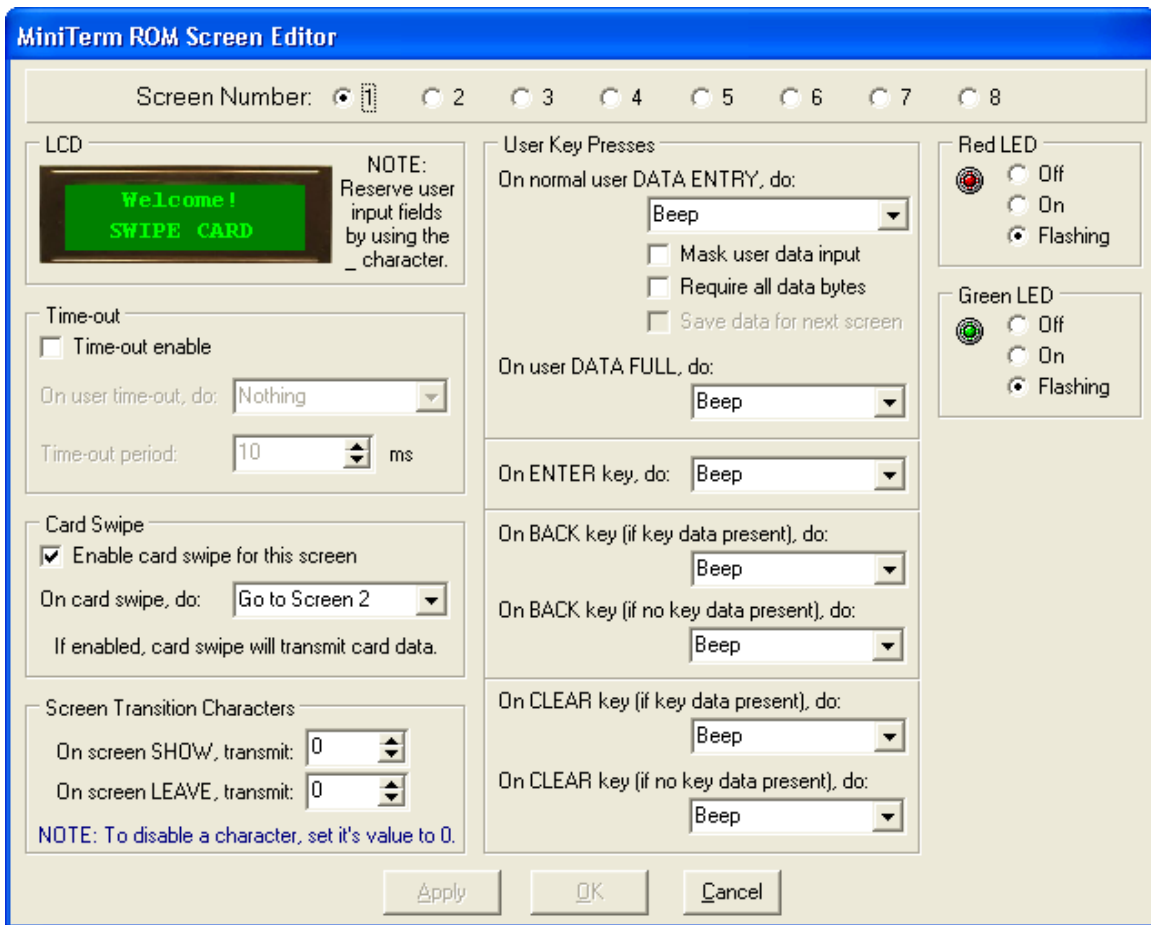 MiniTerm ROM Screen Editor
Screen Number: 1 2 3 4 5 6 7 8
LCD
Welcome!
SWIPE CARD
NOTE:
Reserve user
input fields
by using the
_ character.
Time-out
Time-out enable
On user time-out, do: Nothing
Time-out period: 10 ms
Card Swipe
Enable card swipe for this screen
On card swipe, do: Go to Screen 2
If enabled, card swipe will transmit card data.
Screen Transition Characters
On screen SHOW, transmit: 0
On screen LEAVE, transmit: 0
NOTE: To disable a character, set it's value to 0.
User Key Presses
On normal user DATA ENTRY, do:
Beep
Mask user data input
Require all data bytes
Save data for next screen
On user DATA FULL, do:
Beep
On ENTER key, do: Beep
On BACK key (if key data present), do:
Beep
On BACK key (if no key data present), do:
Beep
On CLEAR key (if key data present), do:
Beep
On CLEAR key (if no key data present), do:
Beep
Red LED
Off
On
Flashing
Green LED
Off
On
Flashing
Apply OK Cancel